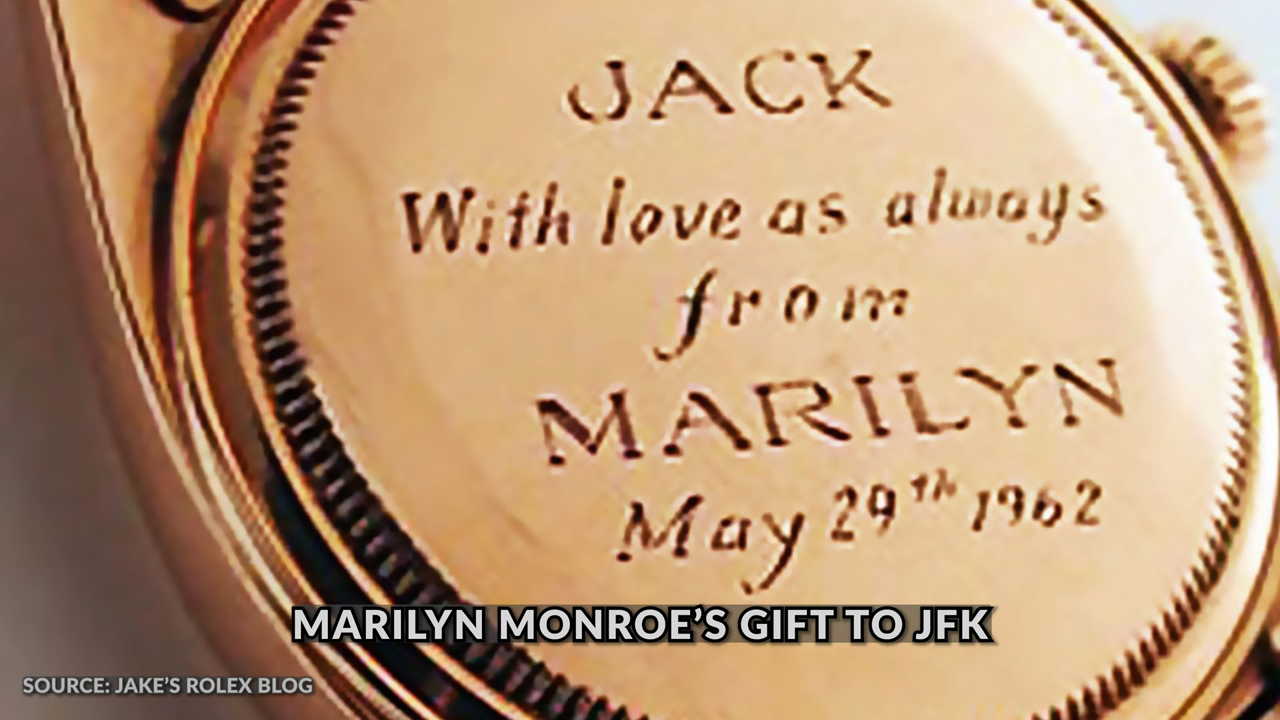 JACK
With love as always
from
MARILYN
May 29th 1962
MARILYN MONROE'S GIFT TO JFK
SOURCE: JAKE'S ROLEX BLOG